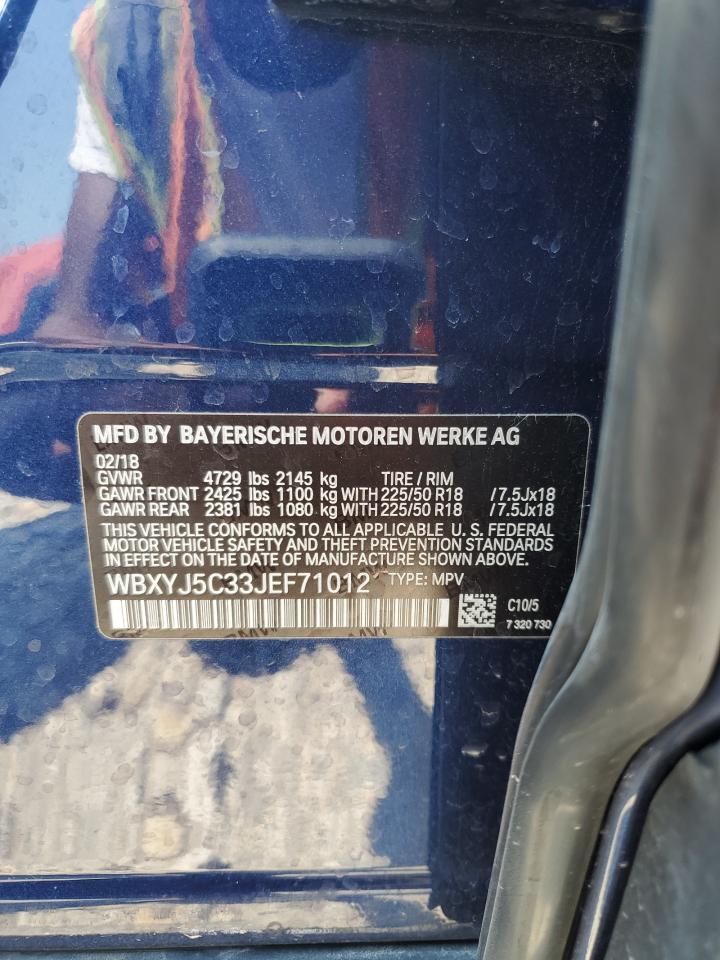 MFD BY BAYERISCHE MOTOREN WERKE AG
02/18
GVWR 4729 lbs 2145 kg TIRE / RIM
GAWR FRONT 2425 lbs 1100 kg WITH 225/50 R18 /7.5Jx18
GAWR REAR 2381 lbs 1080 kg WITH 225/50 R18 /7.5Jx18
THIS VEHICLE CONFORMS TO ALL APPLICABLE U. S. FEDERAL
MOTOR VEHICLE SAFETY AND THEFT PREVENTION STANDARDS
IN EFFECT ON THE DATE OF MANUFACTURE SHOWN ABOVE.
WBXYJ5C33JEF71012 TYPE: MPV
C10/5
7 320 730